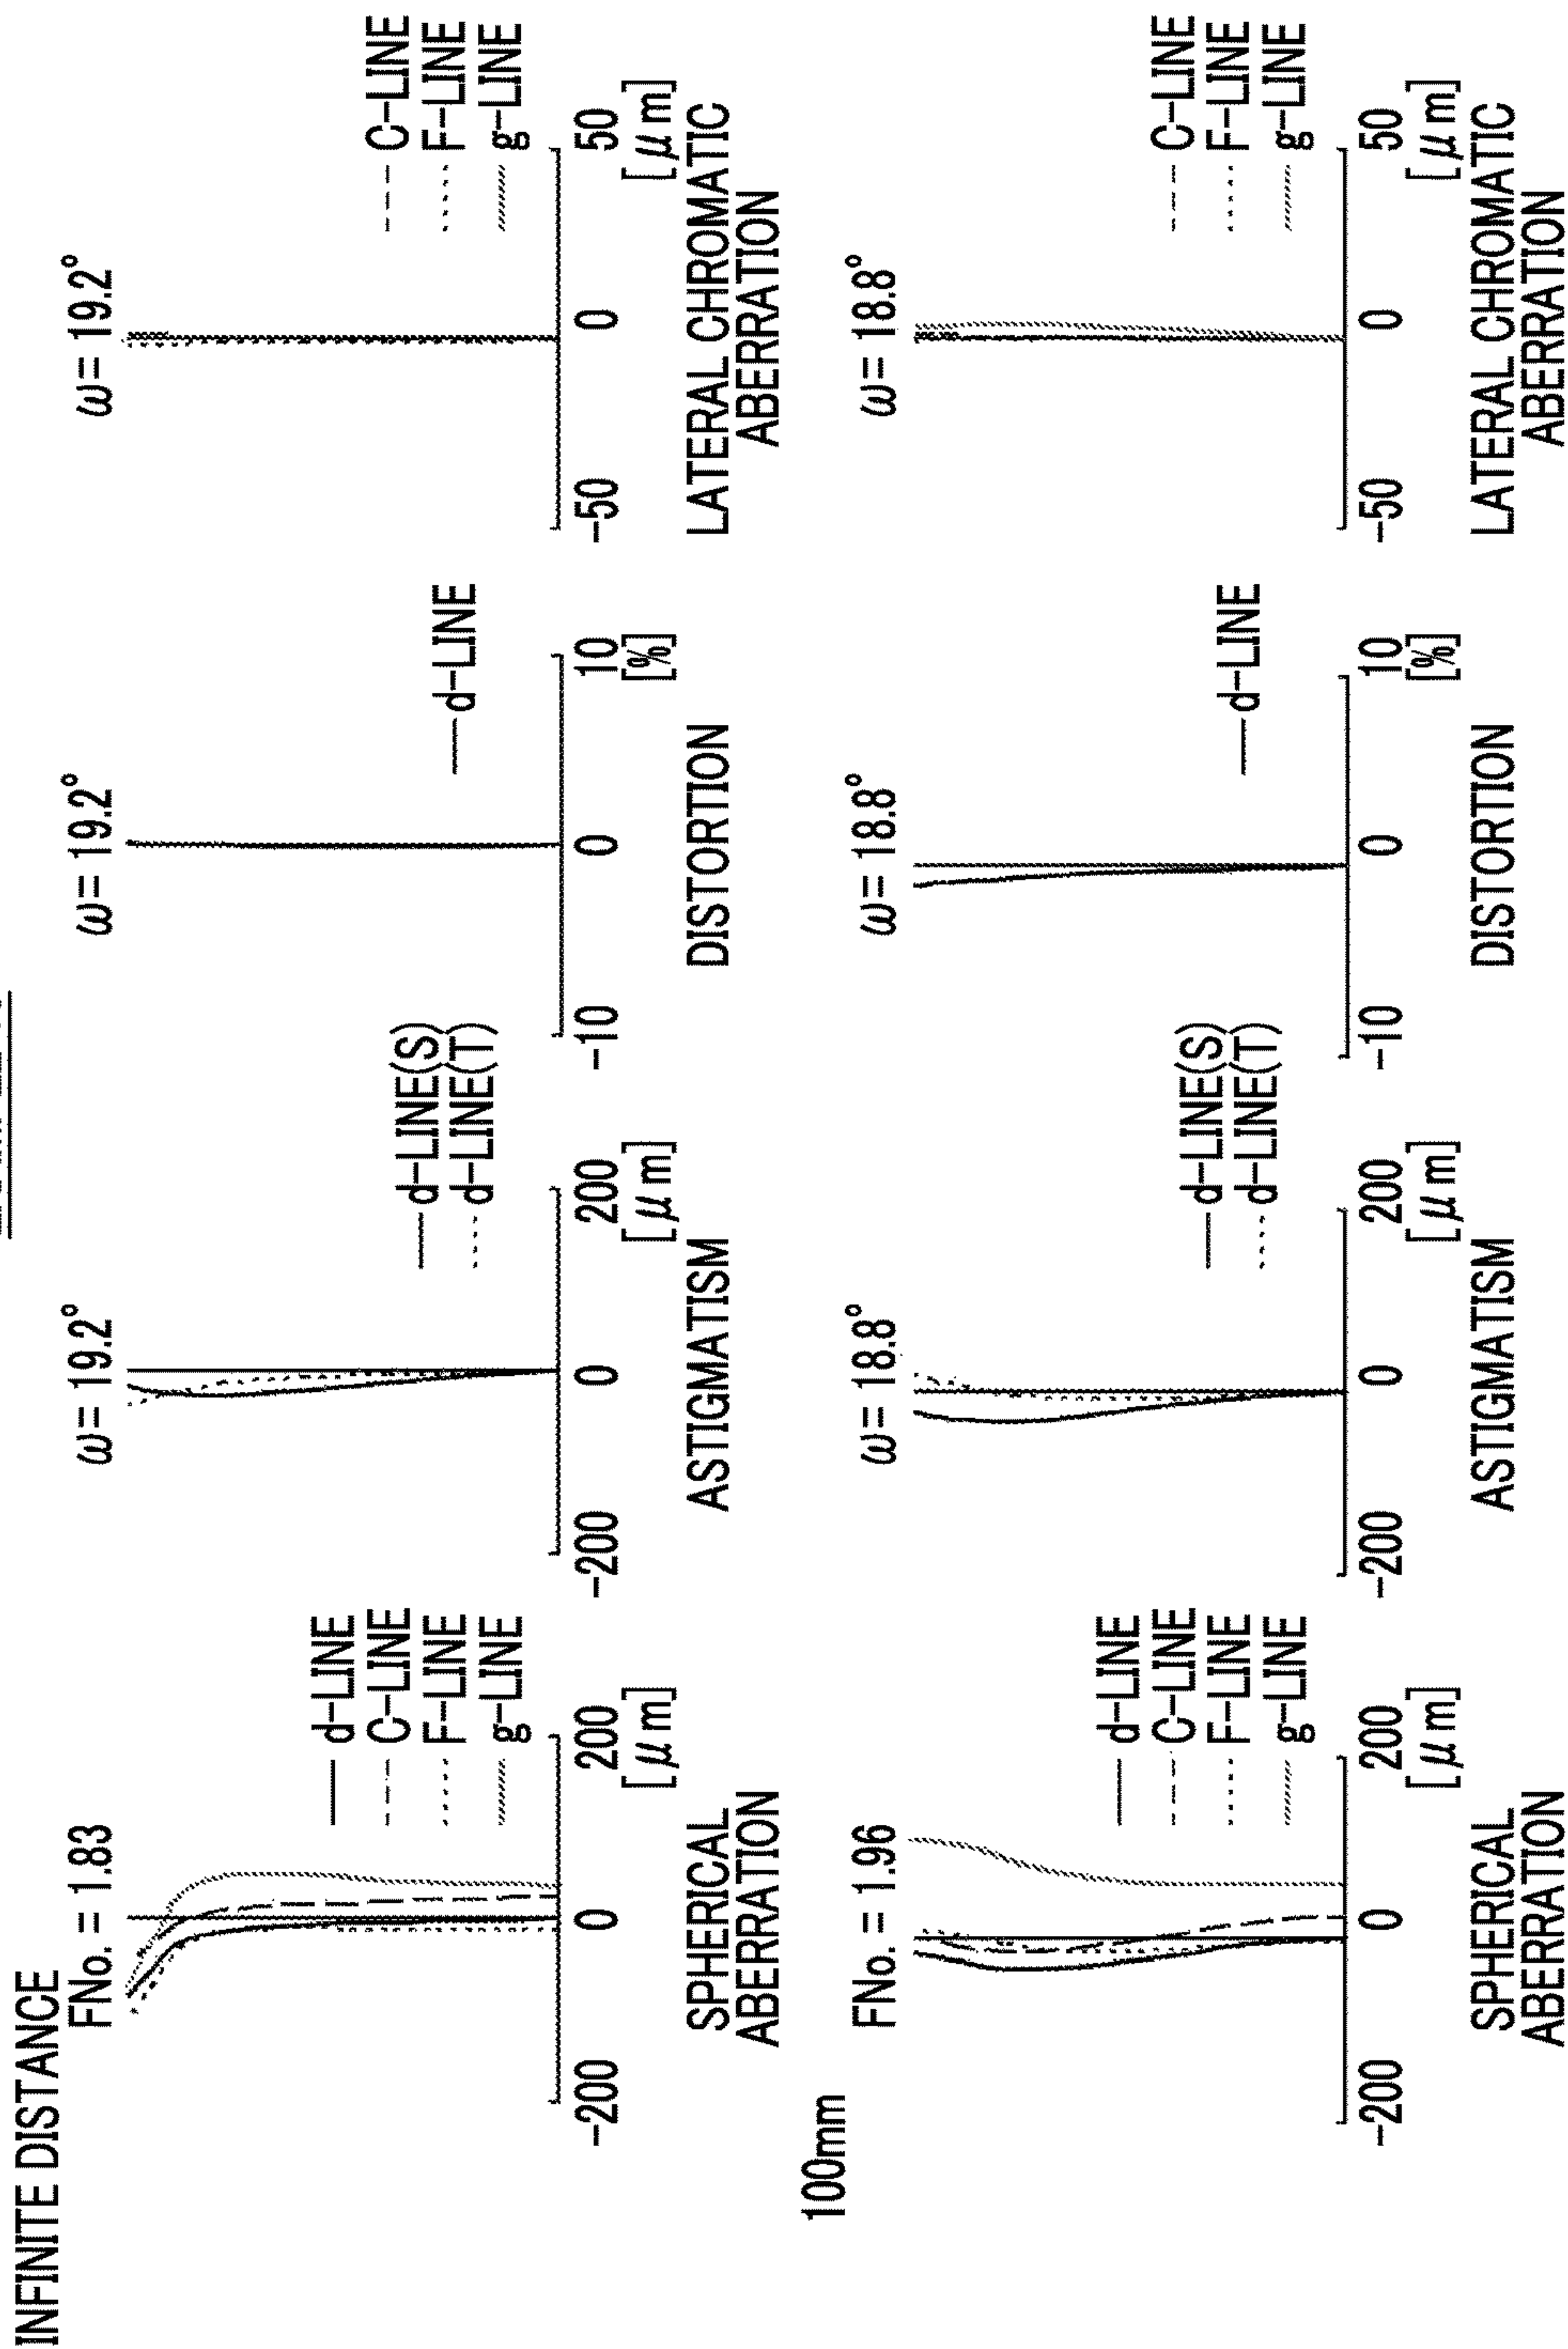 INFINITE DISTANCE
FNo. = 1.83
d-LINE
C-LINE
F-LINE
g-LINE
-200 0 200
[μm]
SPHERICAL
ABERRATION
ω= 19.2°
d-LINE(S)
d-LINE(T)
-200 0 200
[μm]
ASTIGMATISM
ω= 19.2°
d-LINE
-10 0 10
[%]
DISTORTION
ω= 19.2°
C-LINE
F-LINE
g-LINE
-50 0 50
[μm]
LATERAL CHROMATIC
ABERRATION
100mm
FNo. = 1.96
d-LINE
C-LINE
F-LINE
g-LINE
-200 0 200
[μm]
SPHERICAL
ABERRATION
ω= 18.8°
d-LINE(S)
d-LINE(T)
-200 0 200
[μm]
ASTIGMATISM
ω= 18.8°
d-LINE
-10 0 10
[%]
DISTORTION
ω= 18.8°
C-LINE
F-LINE
g-LINE
-50 0 50
[μm]
LATERAL CHROMATIC
ABERRATION